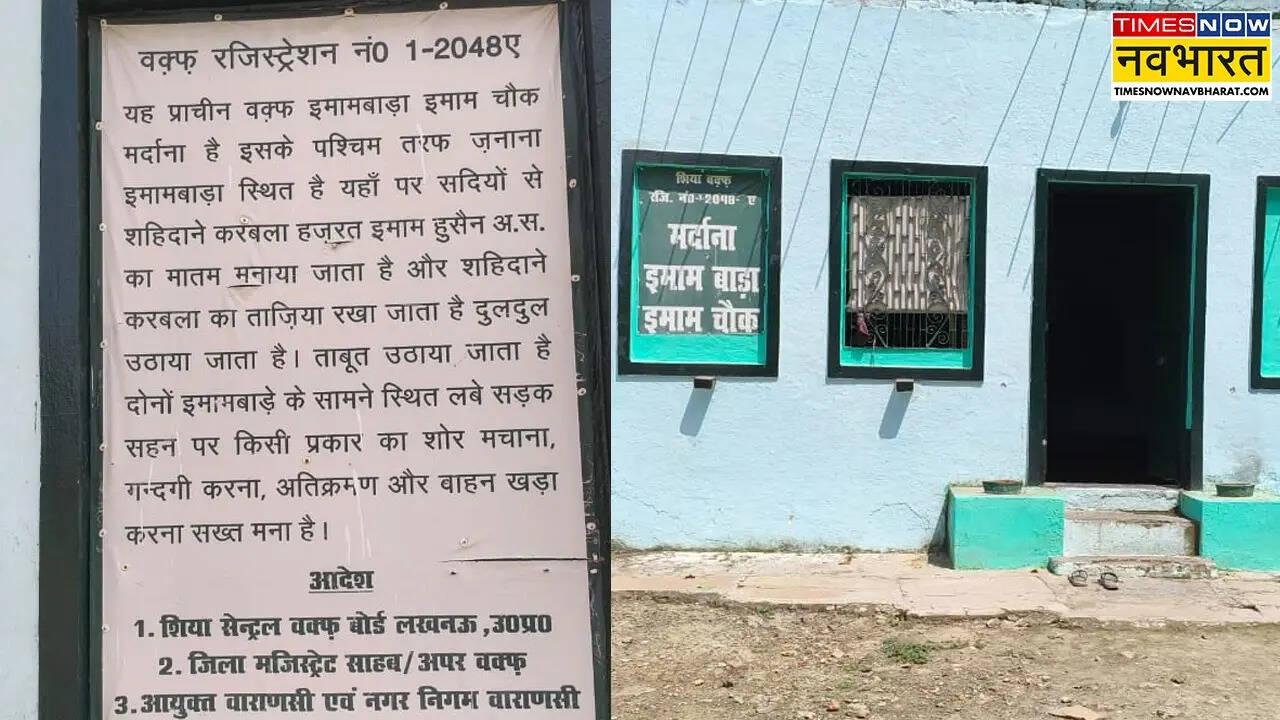 वक़्फ़ रजिस्ट्रेशन नं0 1-2048ए
यह प्राचीन वक़्फ इमामबाड़ा इमाम चौक
मर्दाना है इसके पश्चिम तरफ ज़नाना
इमामबाड़ा स्थित है यहाँ पर सदियों से
शहिदाने करबला हज़रत इमाम हुसैन अ.स.
का मातम मनाया जाता है और शहिदाने
करबला का ताज़िया रखा जाता है दुलदुल
उठाया जाता है। ताबूत उठाया जाता है
दोनों इमामबाड़े के सामने स्थित लबे सड़क
सहन पर किसी प्रकार का शोर मचाना,
गन्दगी करना, अतिक्रमण और बाहन खड़ा
करना सख्त मना है।
आदेश
1. शिया सेन्ट्रल वक्फ़ बोर्ड लखनऊ ,उ0प्र0
2. जिला मजिस्ट्रेट साहब/अपर वक्फ़
3. आयुक्त वाराणसी एवं नगर निगम वाराणसी
शिया वक्फ़
रजि. नं0-1-2048- ए
मर्दाना
इमाम बाड़ा
इमाम चौक
TIMES NOW
नवभारत
TIMESNOWNAVBHARAT.COM